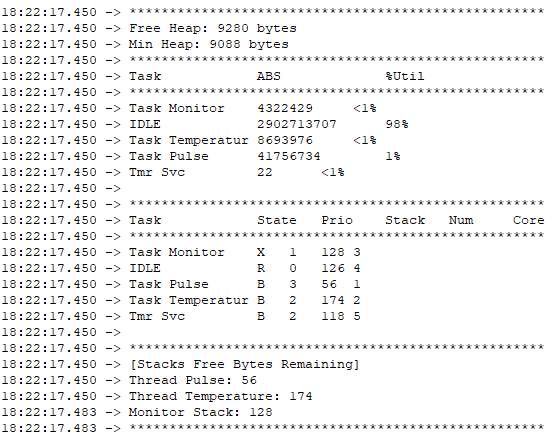 18:22:17.450 -> ****************************************************
18:22:17.450 -> Free Heap: 9280 bytes
18:22:17.450 -> Min Heap: 9088 bytes
18:22:17.450 -> ****************************************************
18:22:17.450 -> Task            ABS             %Util
18:22:17.450 -> ****************************************************
18:22:17.450 -> Task Monitor    4322429     <1%
18:22:17.450 -> IDLE            2902713707      98%
18:22:17.450 -> Task Temperatur 8693976     <1%
18:22:17.450 -> Task Pulse      41756734        1%
18:22:17.450 -> Tmr Svc         22      <1%
18:22:17.450 ->
18:22:17.450 -> ****************************************************
18:22:17.450 -> Task            State   Prio    Stack   Num     Core
18:22:17.450 -> ****************************************************
18:22:17.450 -> Task Monitor    X   1   128 3
18:22:17.450 -> IDLE            R   0   126 4
18:22:17.450 -> Task Pulse      B   3   56  1
18:22:17.450 -> Task Temperatur B   2   174 2
18:22:17.450 -> Tmr Svc         B   2   118 5
18:22:17.450 ->
18:22:17.450 -> ****************************************************
18:22:17.450 -> [Stacks Free Bytes Remaining]
18:22:17.450 -> Thread Pulse: 56
18:22:17.450 -> Thread Temperature: 174
18:22:17.483 -> Monitor Stack: 128
18:22:17.483 -> ****************************************************